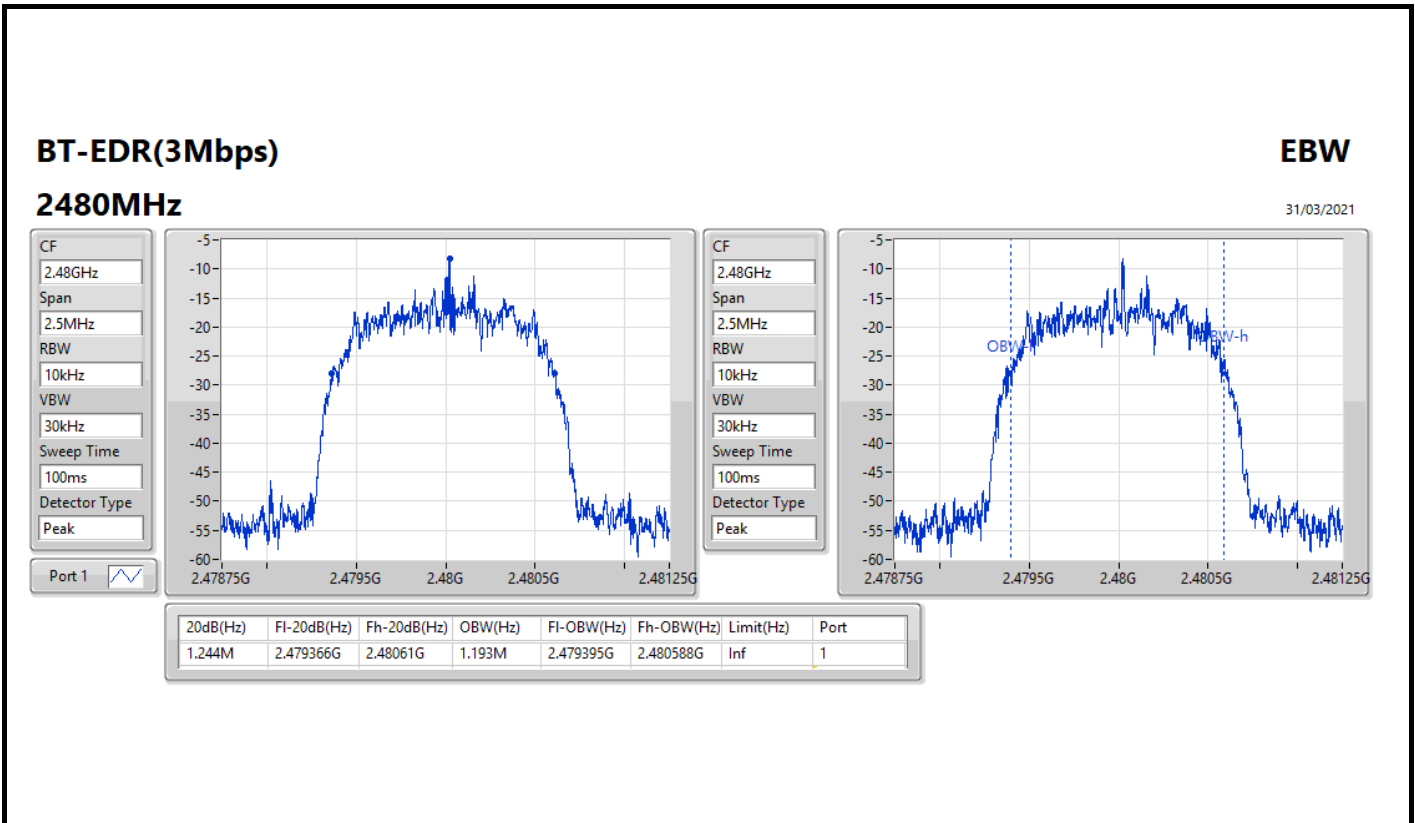 BT-EDR(3Mbps)
EBW
2480MHz
31/03/2021
CF
2.48GHz
Span
2.5MHz
RBW
10kHz
VBW
30kHz
Sweep Time
100ms
Detector Type
Peak
Port 1
-5
-10
-15
-20
-25
-30
-35
-40
-45
-50
-55
-60
2.47875G 2.4795G 2.48G 2.4805G 2.48125G
CF
2.48GHz
Span
2.5MHz
RBW
10kHz
VBW
30kHz
Sweep Time
100ms
Detector Type
Peak
-5
-10
-15
-20
-25
-30
-35
-40
-45
-50
-55
-60
2.47875G 2.4795G 2.48G 2.4805G 2.48125G
20dB(Hz) Fl-20dB(Hz) Fh-20dB(Hz) OBW(Hz) Fl-OBW(Hz) Fh-OBW(Hz) Limit(Hz) Port
1.244M 2.479366G 2.48061G 1.193M 2.479395G 2.480588G Inf 1